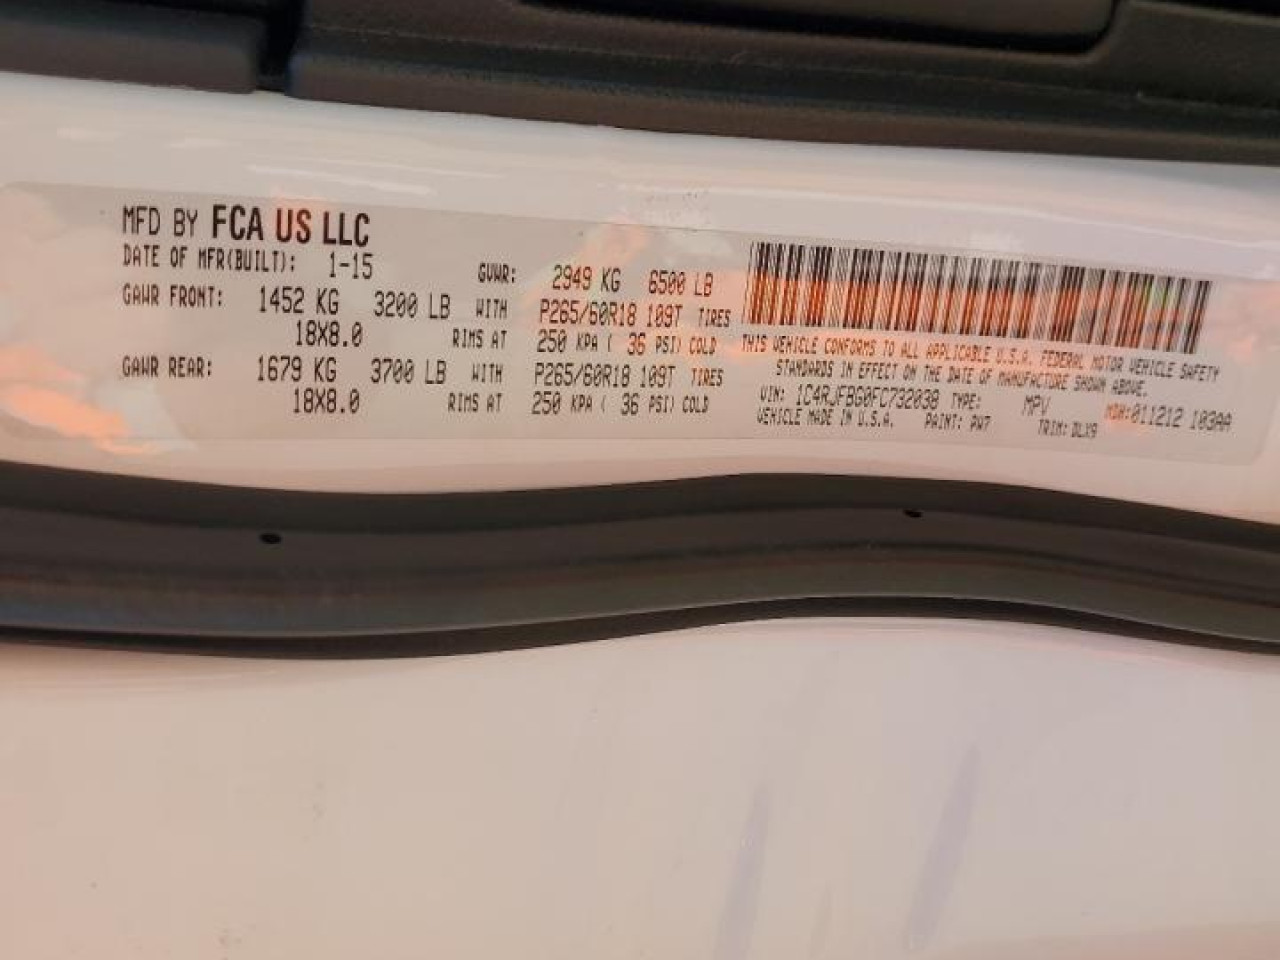 MFD BY FCA US LLC
DATE OF MFR(BUILT): 1-15 GVWR: 2949 KG 6500 LB
GAWR FRONT: 1452 KG 3200 LB WITH P265/60R18 109T TIRES
18X8.0 RIMS AT 250 KPA ( 36 PSI) COLD
GAWR REAR: 1679 KG 3700 LB WITH P265/60R18 109T TIRES
18X8.0 RIMS AT 250 KPA ( 36 PSI) COLD
THIS VEHICLE CONFORMS TO ALL APPLICABLE U.S.A. FEDERAL MOTOR VEHICLE SAFETY
STANDARDS IN EFFECT ON THE DATE OF MANUFACTURE SHOWN ABOVE.
VIN: 1C4RJFBG0FC732038 TYPE: MPV MDH:011212 103AA
VEHICLE MADE IN U.S.A. PAINT: PW7 TRIM: DLX9